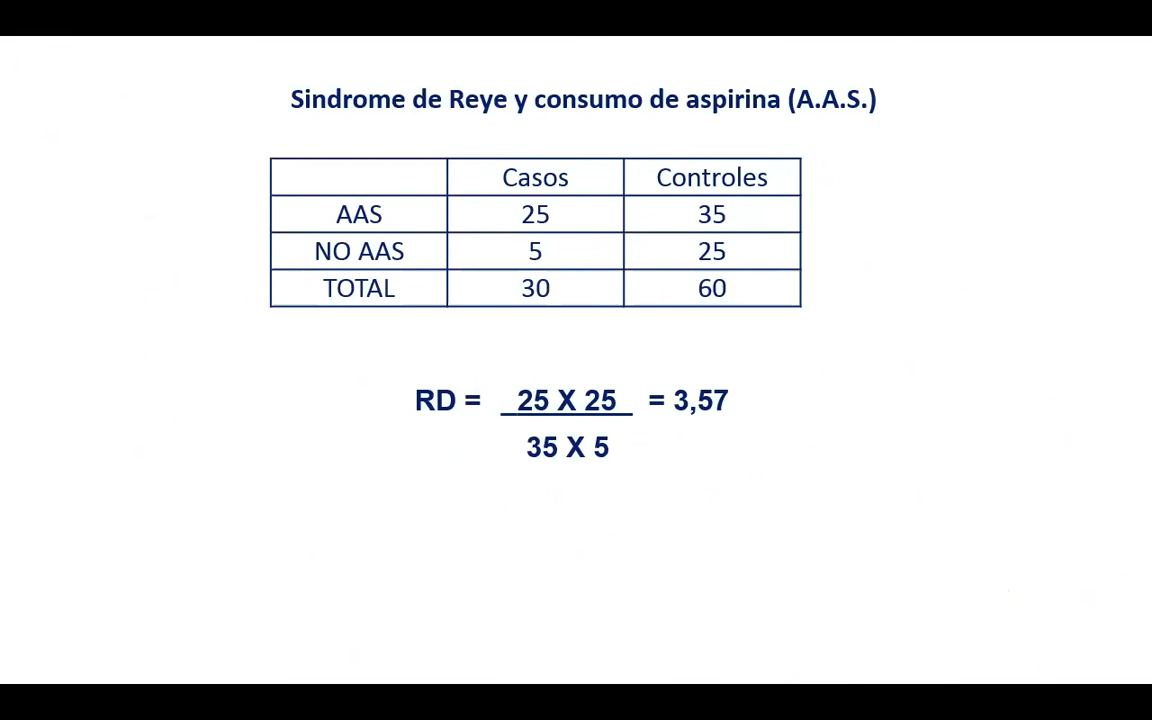 Sindrome de Reye y consumo de aspirina (A.A.S.)
Casos Controles
AAS 25 35
NO AAS 5 25
TOTAL 30 60
RD = 25 X 25 = 3,57
35 X 5